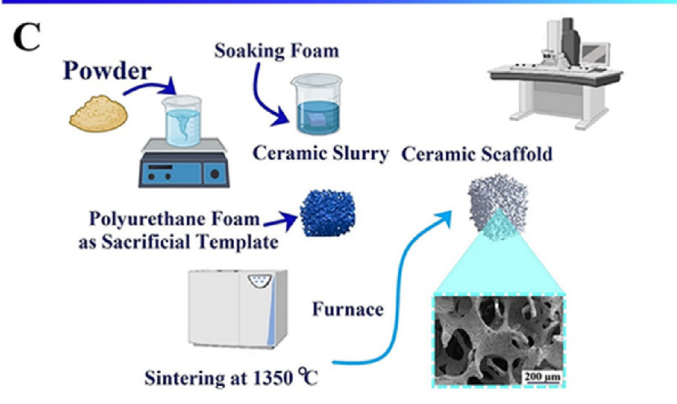 C
Soaking Foam
Powder
Ceramic Slurry
Ceramic Scaffold
Polyurethane Foam
as Sacrificial Template
Furnace
Sintering at 1350 ℃
200 µm